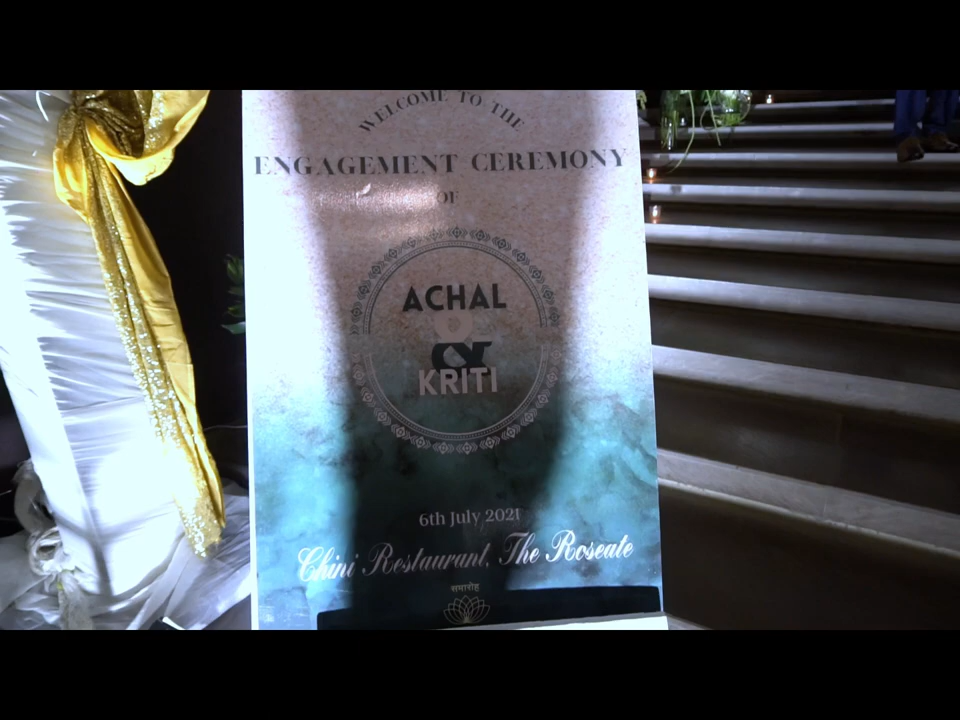 WELCOME TO THE
ENGAGEMENT CEREMONY
OF
ACHAL
&
KRITI
6th July 2021
Chini Restaurant, The Roseate
समारोह